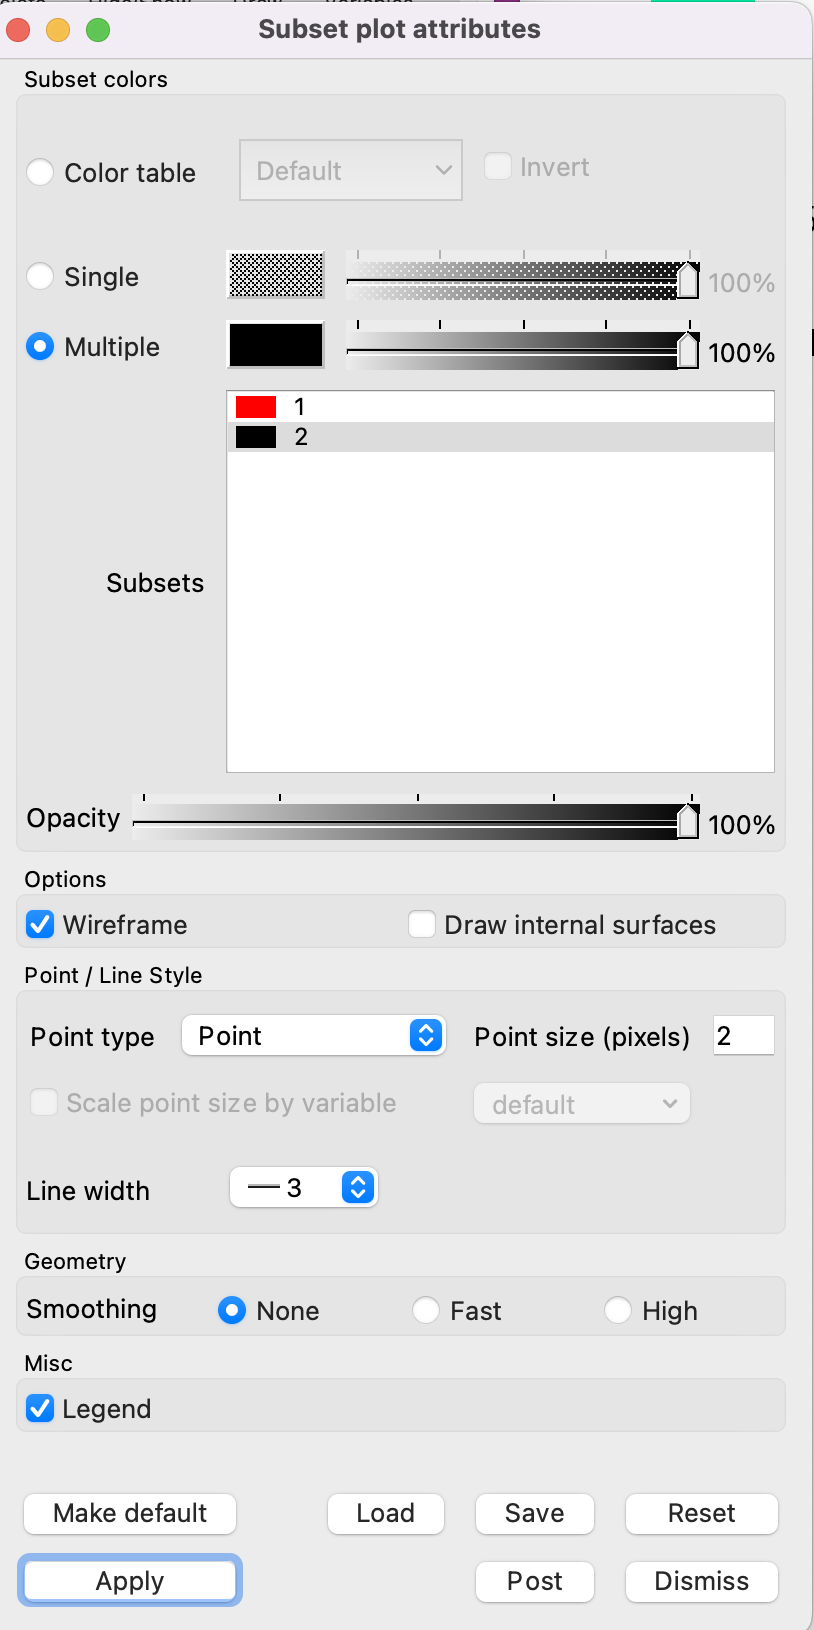 Subset plot attributes
Subset colors
Color table Default Invert
Single 100%
Multiple 100%
1
2
Subsets
Opacity 100%
Options
Wireframe Draw internal surfaces
Point / Line Style
Point type Point Point size (pixels) 2
Scale point size by variable default
Line width 3
Geometry
Smoothing None Fast High
Misc
Legend
Make default Load Save Reset
Apply Post Dismiss